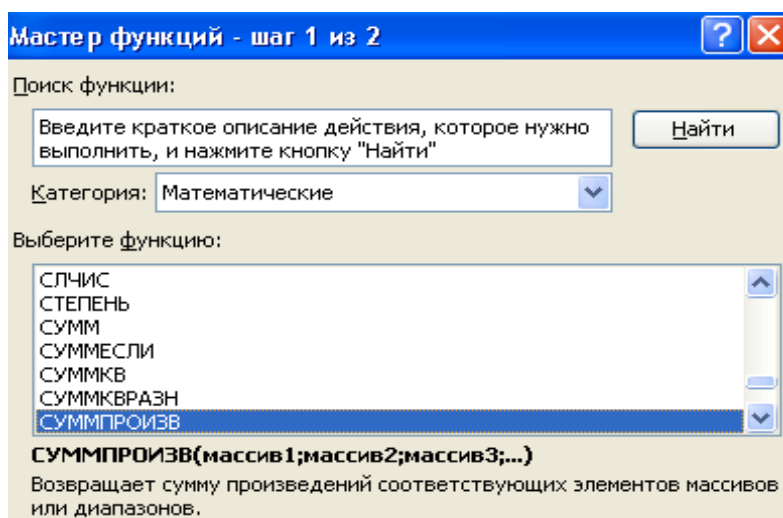 Мастер функций - шаг 1 из 2
Поиск функции:
Введите краткое описание действия, которое нужно
выполнить, и нажмите кнопку "Найти"
Найти
Категория: Математические
Выберите функцию:
СЛЧИС
СТЕПЕНЬ
СУММ
СУММЕСЛИ
СУММКВ
СУММКВРАЗН
СУММПРОИЗВ
СУММПРОИЗВ(массив1;массив2;массив3;...)
Возвращает сумму произведений соответствующих элементов массивов
или диапазонов.